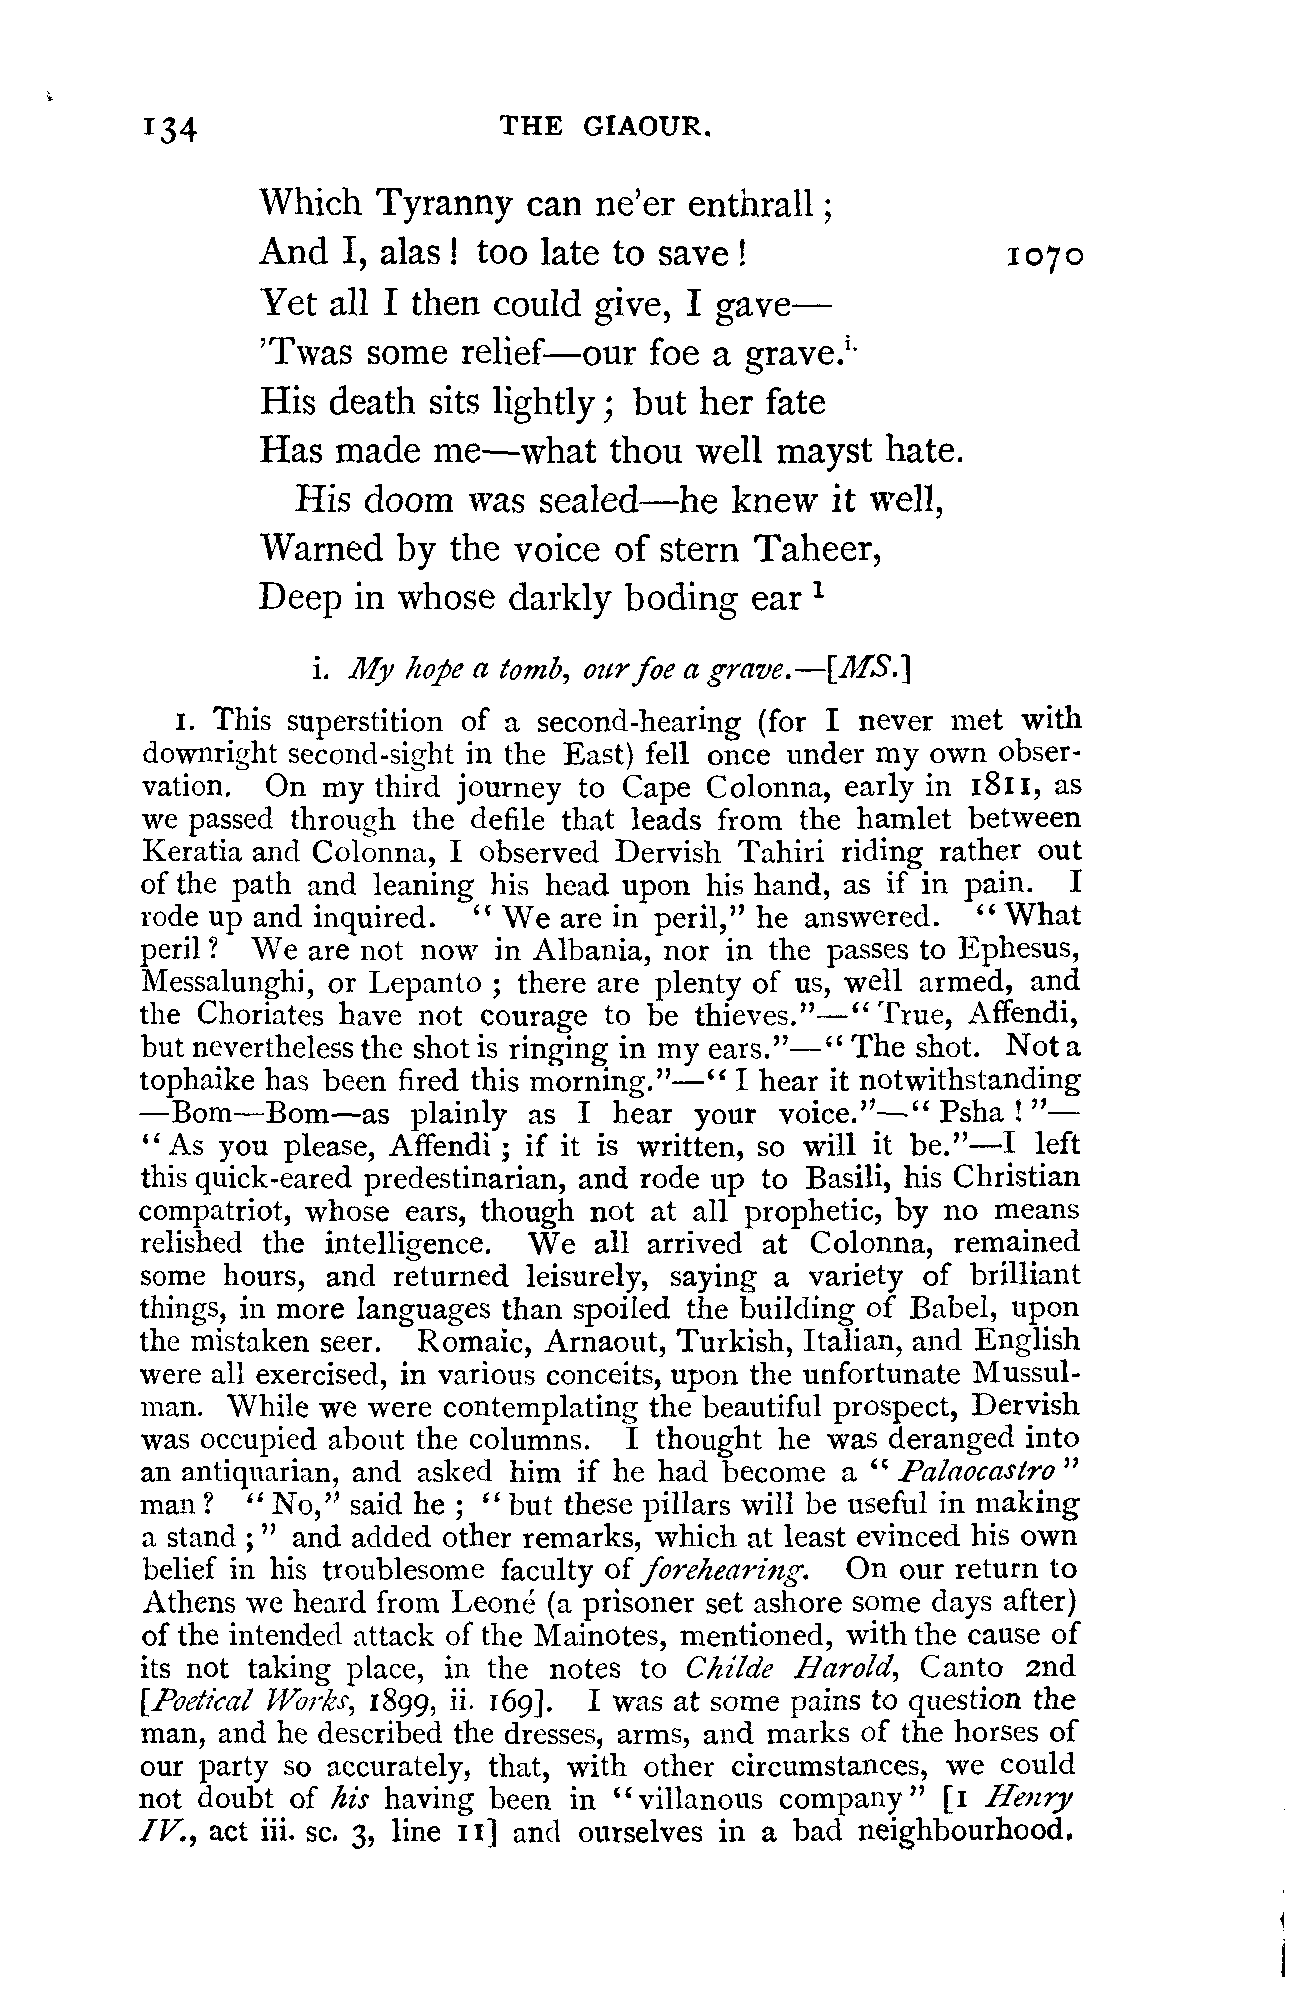 134 THE GIAOUR.
Which Tyranny can ne'er enthrall ;
And I, alas ! too late to save ! 1070
Yet all I then could give, I gave—
'Twas some relief—our foe a grave.i.
His death sits lightly ; but her fate
Has made me—what thou well mayst hate.
His doom was sealed—he knew it well,
Warned by the voice of stern Taheer,
Deep in whose darkly boding ear 1
i. My hope a tomb, our foe a grave.—[MS.]
1. This superstition of a second-hearing (for I never met with
downright second-sight in the East) fell once under my own obser-
vation. On my third journey to Cape Colonna, early in 1811, as
we passed through the defile that leads from the hamlet between
Keratia and Colonna, I observed Dervish Tahiri riding rather out
of the path and leaning his head upon his hand, as if in pain. I
rode up and inquired. "We are in peril," he answered. "What
peril ? We are not now in Albania, nor in the passes to Ephesus,
Messalunghi, or Lepanto ; there are plenty of us, well armed, and
the Choriates have not courage to be thieves."—"True, Affendi,
but nevertheless the shot is ringing in my ears."—"The shot. Not a
tophaike has been fired this morning."—"I hear it notwithstanding
—Bom—Bom—as plainly as I hear your voice."—"Psha ! "—
"As you please, Affendi ; if it is written, so will it be."—I left
this quick-eared predestinarian, and rode up to Basili, his Christian
compatriot, whose ears, though not at all prophetic, by no means
relished the intelligence. We all arrived at Colonna, remained
some hours, and returned leisurely, saying a variety of brilliant
things, in more languages than spoiled the building of Babel, upon
the mistaken seer. Romaic, Arnaout, Turkish, Italian, and English
were all exercised, in various conceits, upon the unfortunate Mussul-
man. While we were contemplating the beautiful prospect, Dervish
was occupied about the columns. I thought he was deranged into
an antiquarian, and asked him if he had become a "Palaocastro"
man ? "No," said he ; "but these pillars will be useful in making
a stand ; " and added other remarks, which at least evinced his own
belief in his troublesome faculty of forehearing. On our return to
Athens we heard from Leoné (a prisoner set ashore some days after)
of the intended attack of the Mainotes, mentioned, with the cause of
its not taking place, in the notes to Childe Harold, Canto 2nd
[Poetical Works, 1899, ii. 169]. I was at some pains to question the
man, and he described the dresses, arms, and marks of the horses of
our party so accurately, that, with other circumstances, we could
not doubt of his having been in "villanous company" [1 Henry
IV., act iii. sc. 3, line 11] and ourselves in a bad neighbourhood.